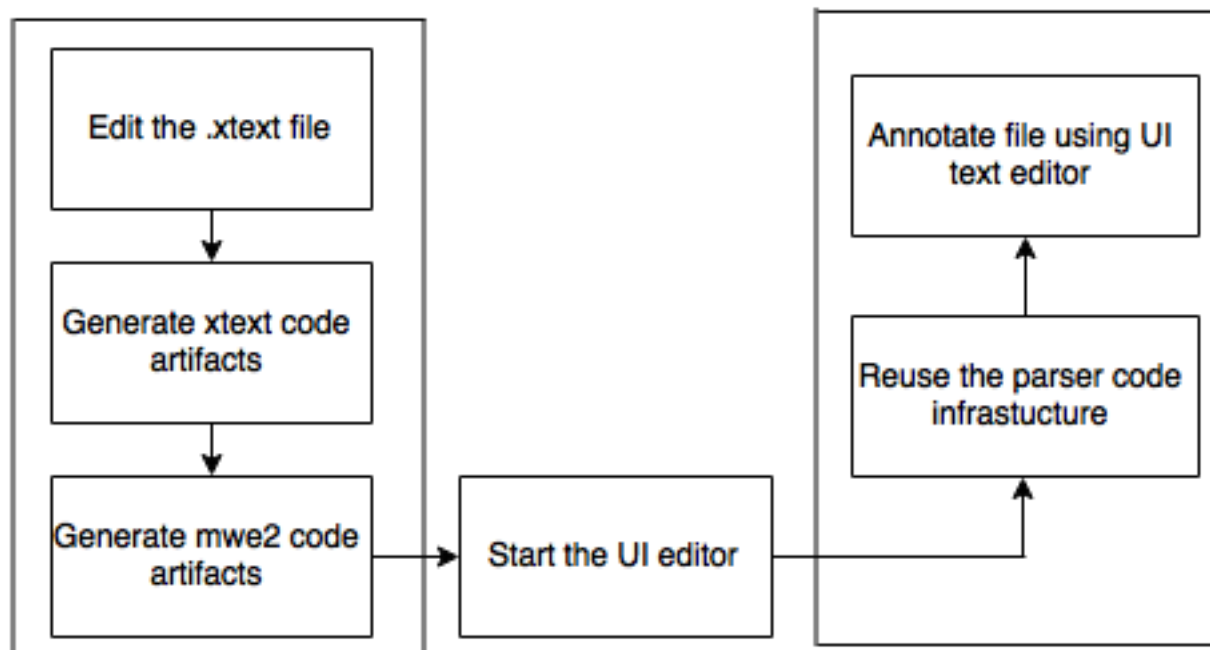 Edit the .xtext file
Generate xtext code
artifacts
Generate mwe2 code
artifacts
Start the UI editor
Reuse the parser code
infrastucture
Annotate file using UI
text editor